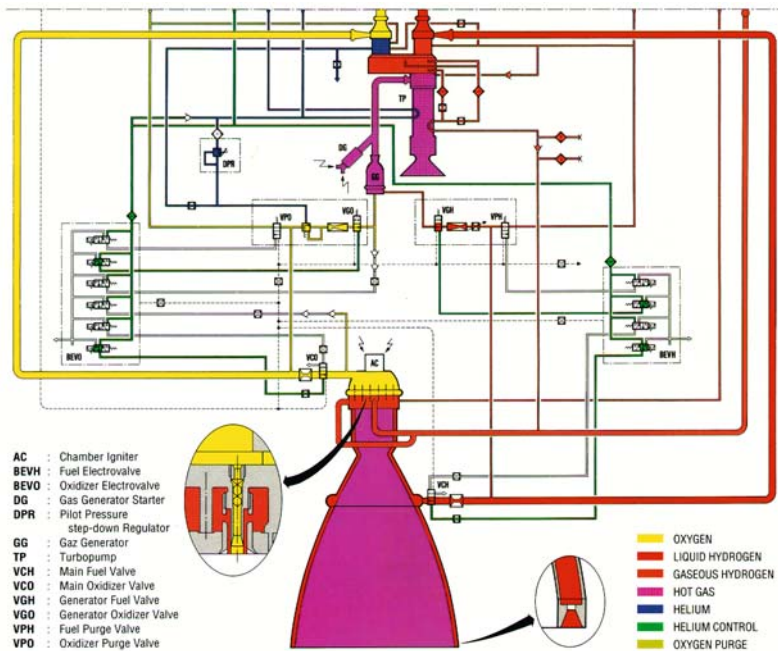 TP
DG
DPR
GG
VPO
VGO
VGH
VPH
BEVO
VCO
AC
BEVH
VCH
AC : Chamber Igniter
BEVH : Fuel Electrovalve
BEVO : Oxidizer Electrovalve
DG : Gas Generator Starter
DPR : Pilot Pressure
step-down Regulator
GG : Gaz Generator
TP : Turbopump
VCH : Main Fuel Valve
VCO : Main Oxidizer Valve
VGH : Generator Fuel Valve
VGO : Generator Oxidizer Valve
VPH : Fuel Purge Valve
VPO : Oxidizer Purge Valve
OXYGEN
LIQUID HYDROGEN
GASEOUS HYDROGEN
HOT GAS
HELIUM
HELIUM CONTROL
OXYGEN PURGE